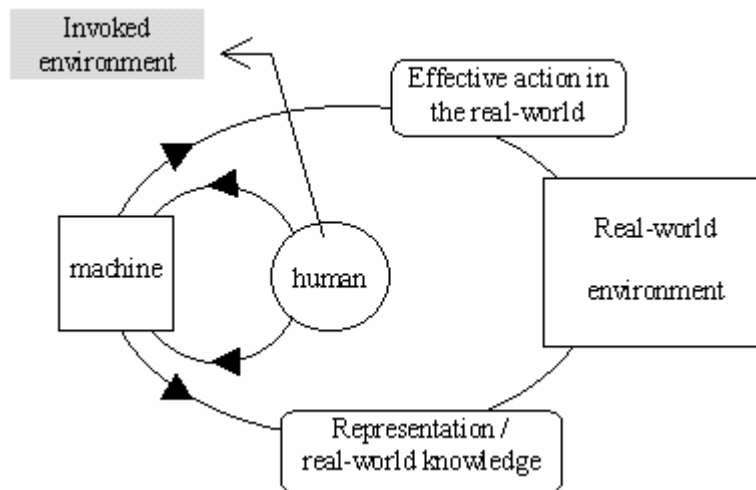 Invoked
environment
Effective action in
the real-world
machine
human
Real-world
environment
Representation /
real-world knowledge